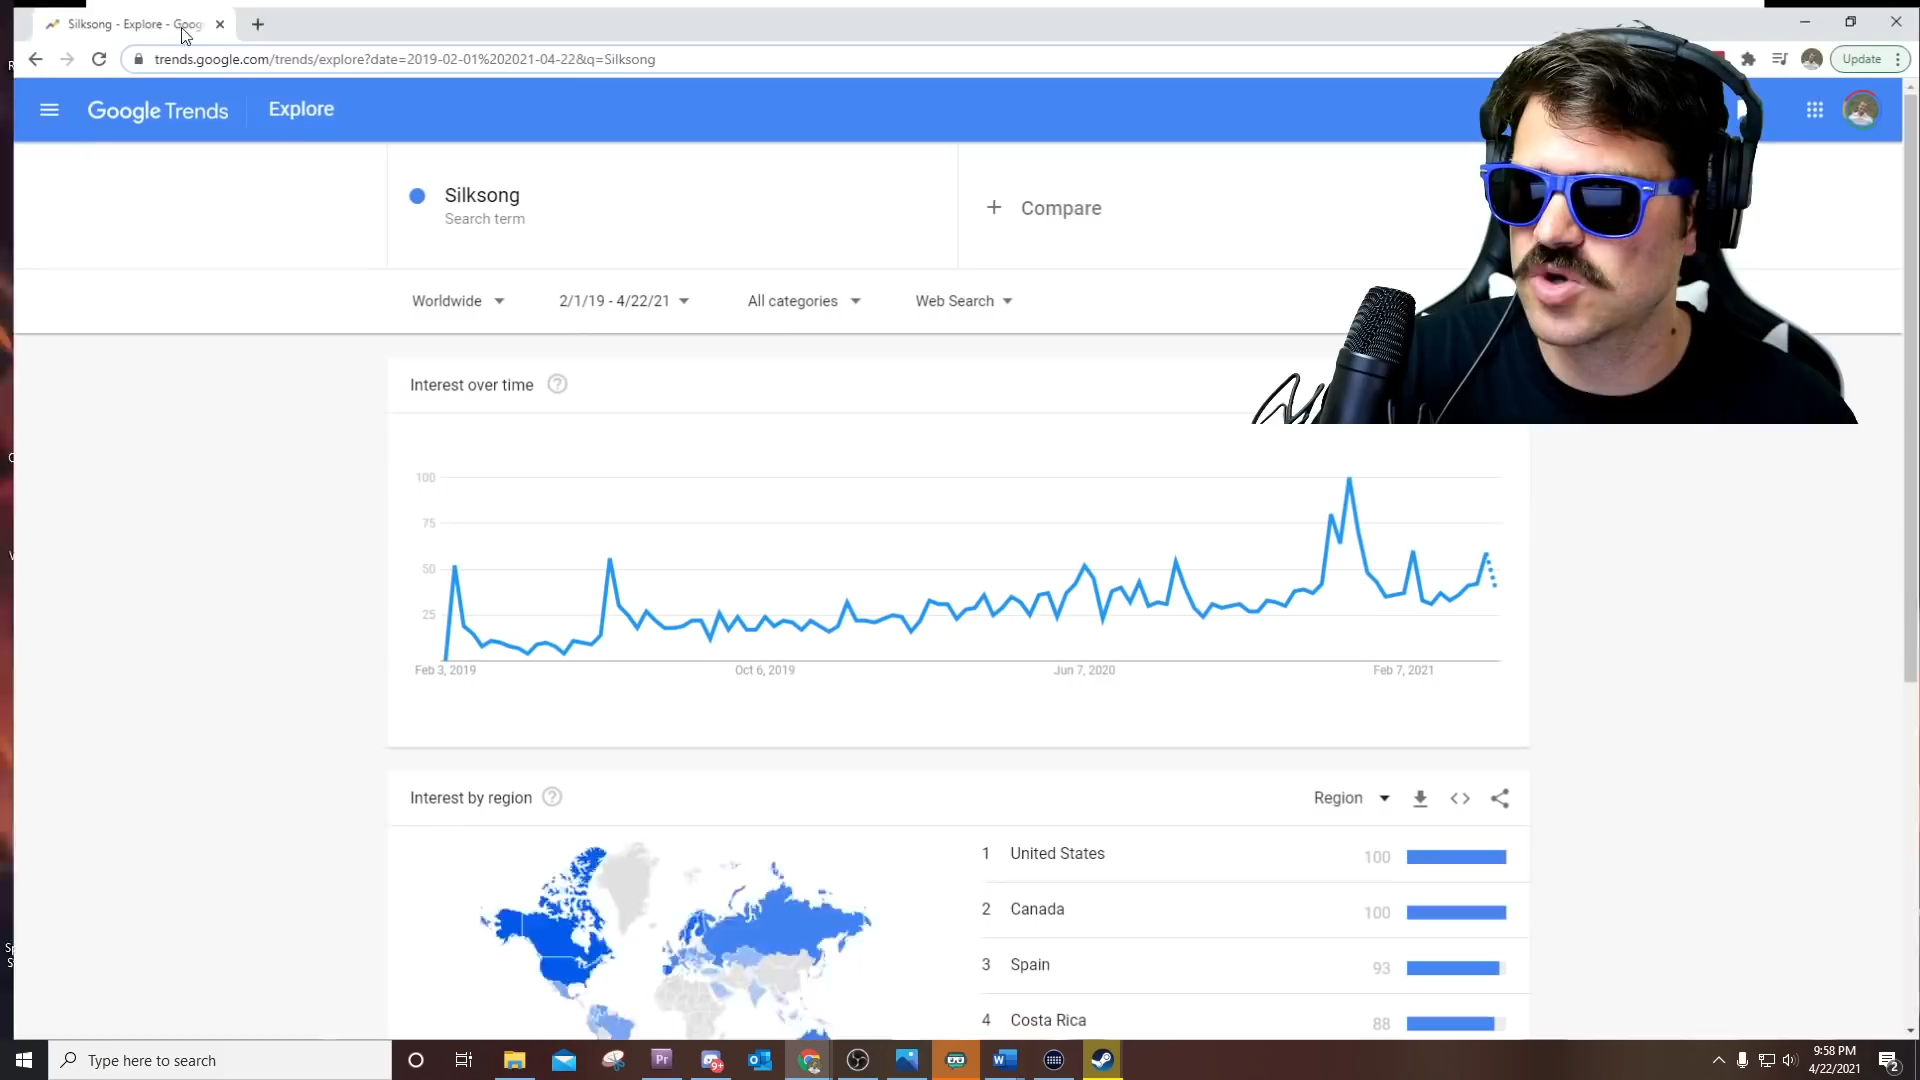 Silksong - Explore - Goog
trends.google.com/trends/explore?date=2019-02-01%202021-04-22&q=Silksong
Update
Google Trends
Explore
Silksong
Search term
+ Compare
Worldwide
2/1/19 - 4/22/21
All categories
Web Search
Interest over time
100
75
50
25
Feb 3, 2019
Oct 6, 2019
Jun 7, 2020
Feb 7, 2021
Interest by region
Region
1 United States 100
2 Canada 100
3 Spain 93
4 Costa Rica 88
Type here to search
Pr
9+
9:58 PM
4/22/2021
2